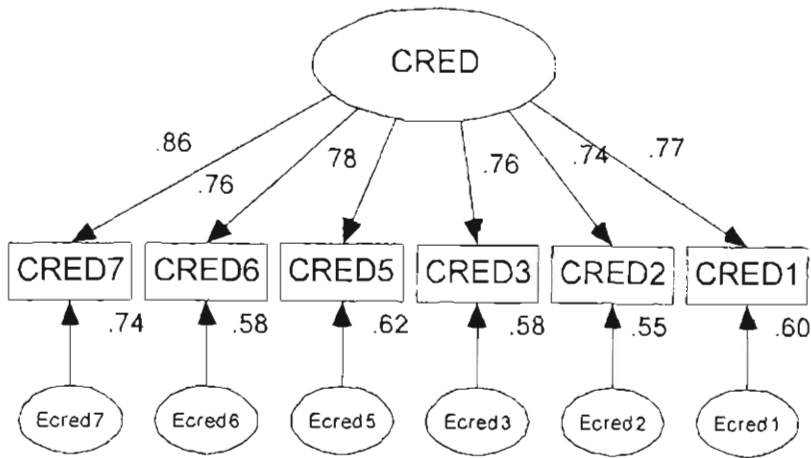 CRED
.86 .76 78 .76 .74 .77
CRED7 CRED6 CRED5 CRED3 CRED2 CRED1
.74 .58 .62 .58 .55 .60
Ecred7 Ecred6 Ecred5 Ecred3 Ecred2 Ecred1